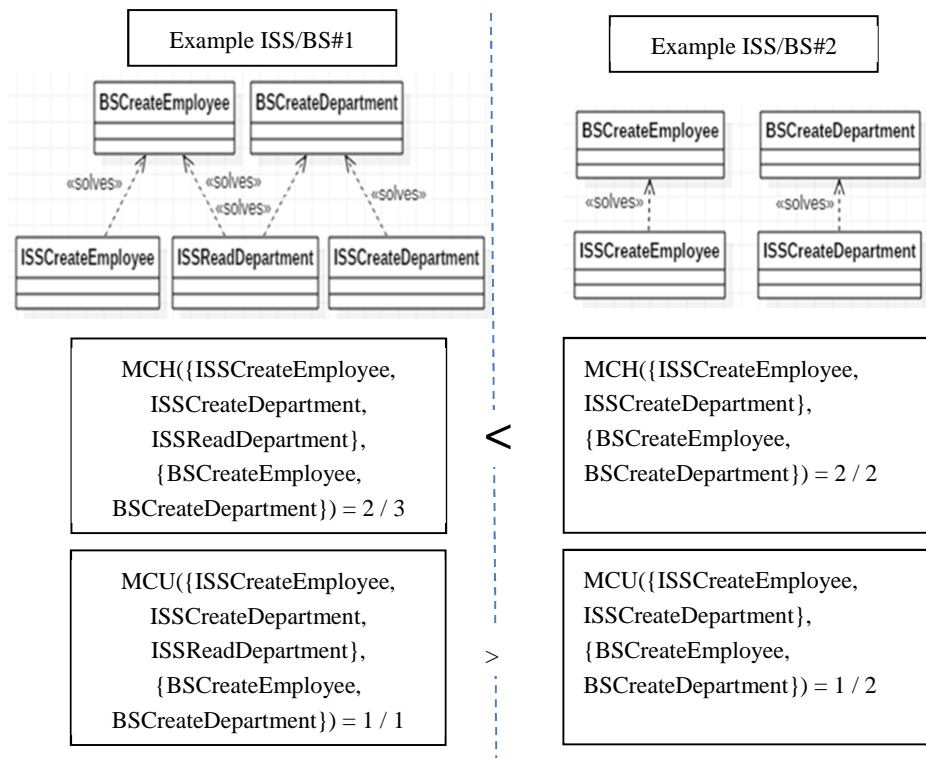 Example ISS/BS#1
BSCreateEmployee
BSCreateDepartment
«solves»
«solves»
«solves»
«solves»
ISSCreateEmployee
ISSReadDepartment
ISSCreateDepartment
MCH({ISSCreateEmployee,
ISSCreateDepartment,
ISSReadDepartment},
{BSCreateEmployee,
BSCreateDepartment}) = 2 / 3
MCU({ISSCreateEmployee,
ISSCreateDepartment,
ISSReadDepartment},
{BSCreateEmployee,
BSCreateDepartment}) = 1 / 1
<
>
Example ISS/BS#2
BSCreateEmployee
BSCreateDepartment
«solves»
«solves»
ISSCreateEmployee
ISSCreateDepartment
MCH({ISSCreateEmployee,
ISSCreateDepartment},
{BSCreateEmployee,
BSCreateDepartment}) = 2 / 2
MCU({ISSCreateEmployee,
ISSCreateDepartment},
{BSCreateEmployee,
BSCreateDepartment}) = 1 / 2